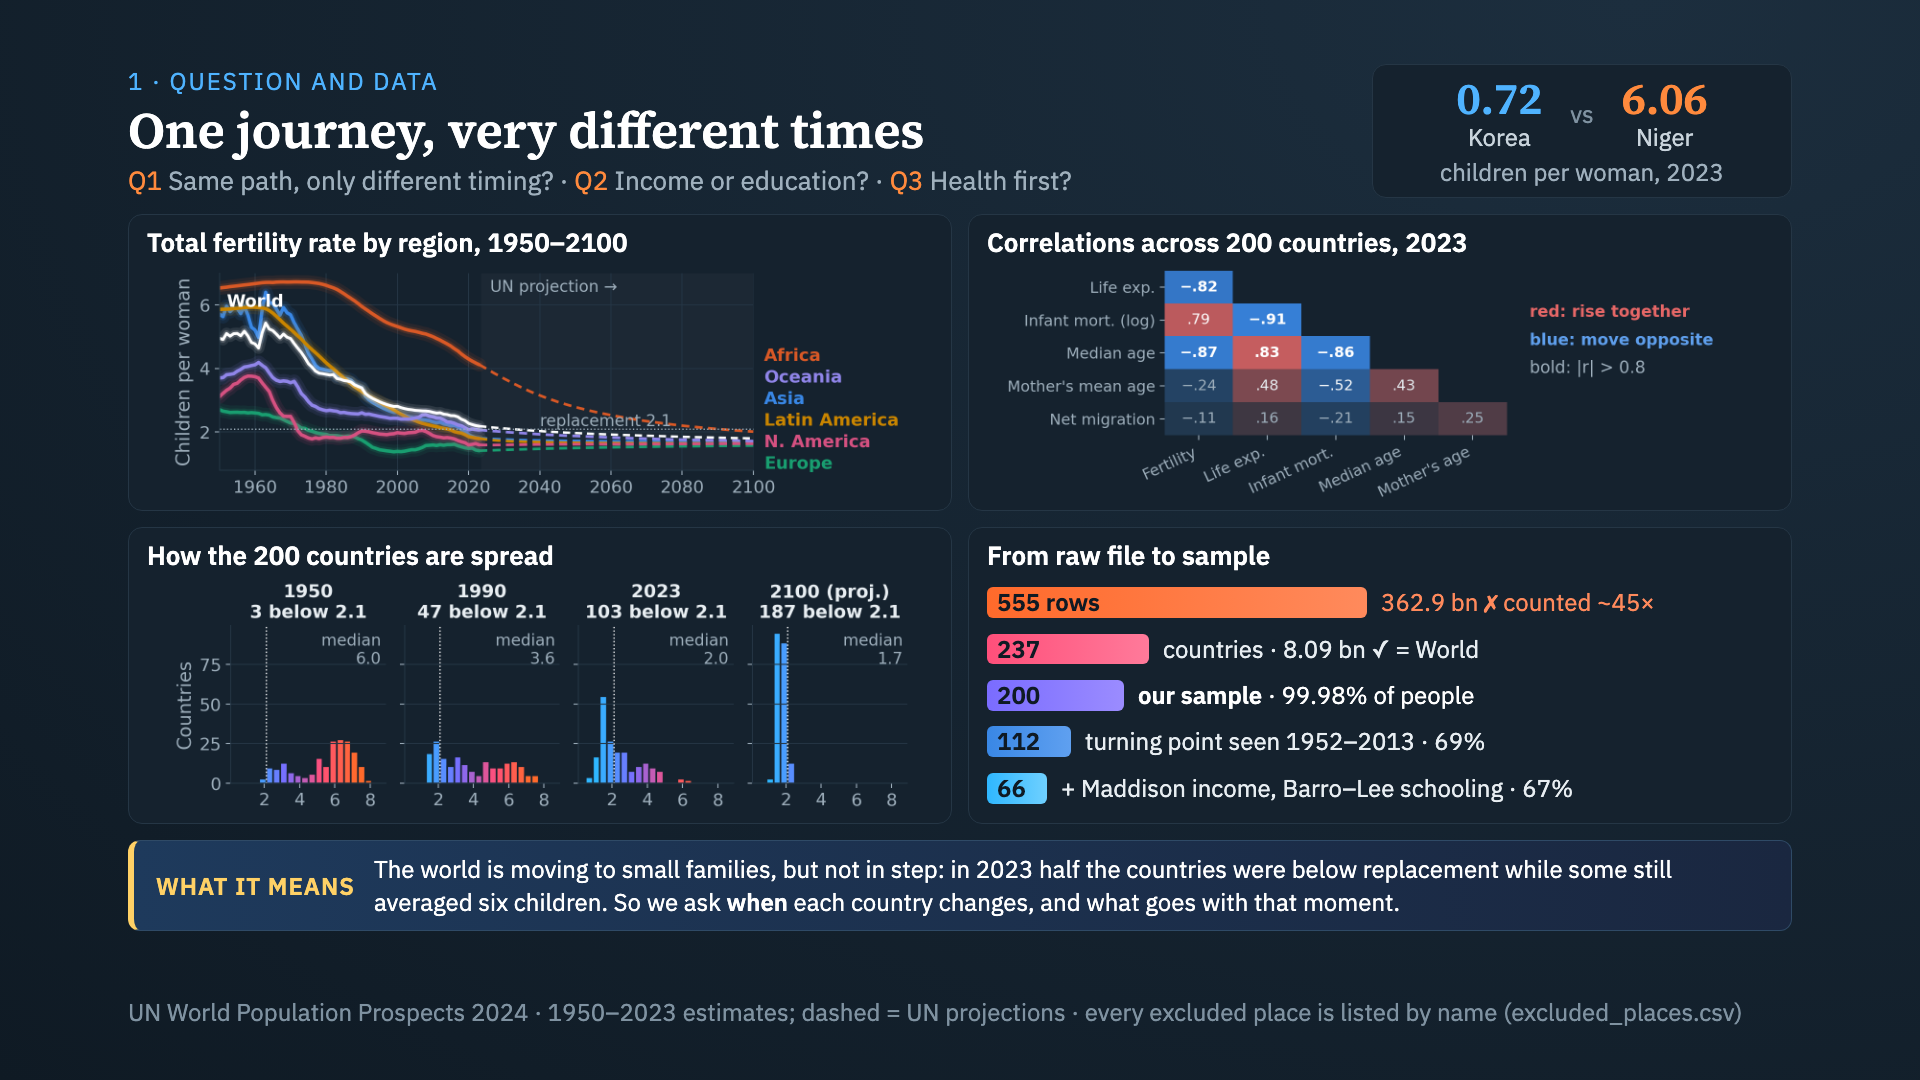 1 · QUESTION AND DATA
One journey, very different times
Q1 Same path, only different timing? · Q2 Income or education? · Q3 Health first?
0.72 vs 6.06
Korea Niger
children per woman, 2023
Total fertility rate by region, 1950–2100
Children per woman
6
4
2
World
UN projection →
replacement 2.1
Africa
Oceania
Asia
Latin America
N. America
Europe
1960 1980 2000 2020 2040 2060 2080 2100
Correlations across 200 countries, 2023
Life exp. −.82
Infant mort. (log) .79 −.91
Median age −.87 .83 −.86
Mother's mean age −.24 .48 −.52 .43
Net migration −.11 .16 −.21 .15 .25
Fertility Life exp. Infant mort. Median age Mother's age
red: rise together
blue: move opposite
bold: |r| > 0.8
How the 200 countries are spread
1950 1990 2023 2100 (proj.)
3 below 2.1 47 below 2.1 103 below 2.1 187 below 2.1
median median median median
6.0 3.6 2.0 1.7
Countries
75
50
25
0
2 4 6 8 2 4 6 8 2 4 6 8 2 4 6 8
From raw file to sample
555 rows 362.9 bn ✗ counted ~45×
237 countries · 8.09 bn ✓ = World
200 our sample · 99.98% of people
112 turning point seen 1952–2013 · 69%
66 + Maddison income, Barro–Lee schooling · 67%
WHAT IT MEANS
The world is moving to small families, but not in step: in 2023 half the countries were below replacement while some still
averaged six children. So we ask when each country changes, and what goes with that moment.
UN World Population Prospects 2024 · 1950–2023 estimates; dashed = UN projections · every excluded place is listed by name (excluded_places.csv)